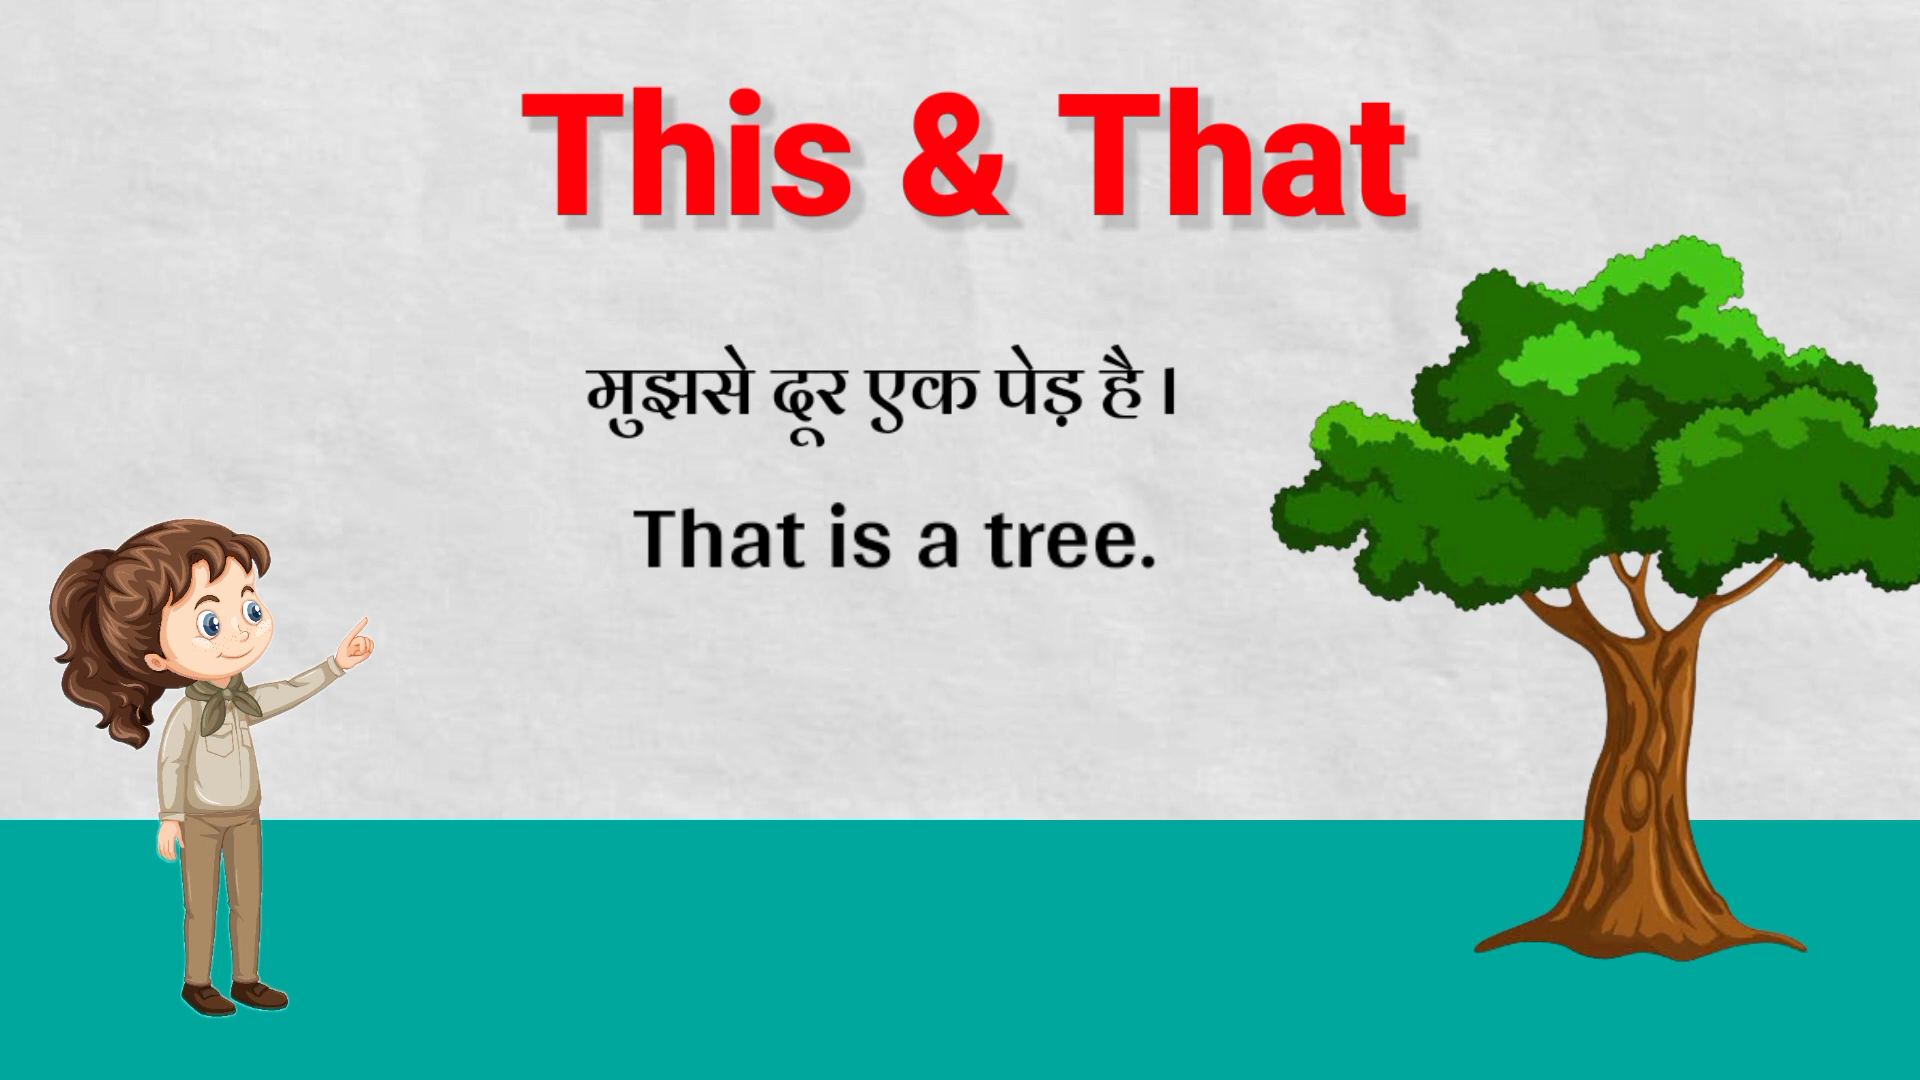 This & That
मुझसे दूर एक पेड़ है ।
That is a tree.